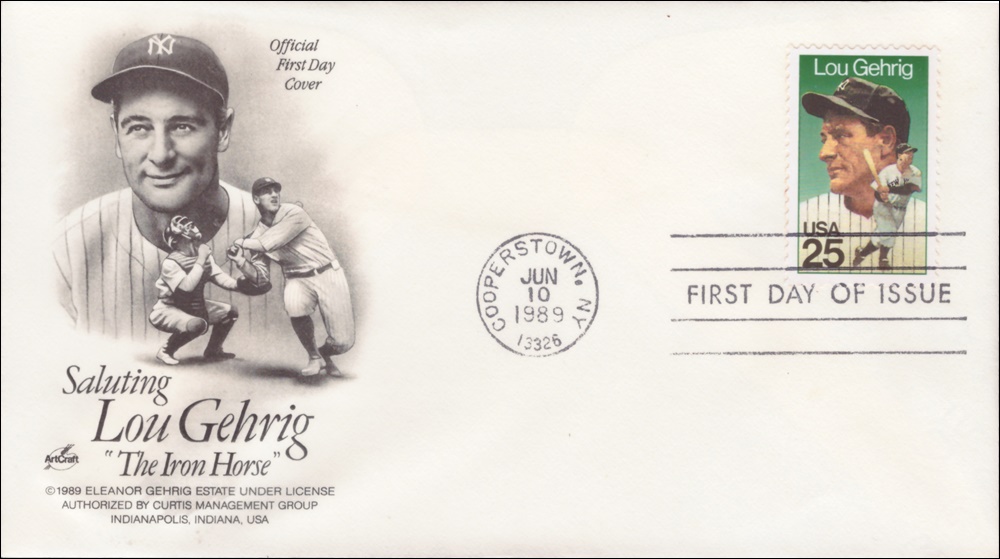 NY
Official
First Day
Cover
Saluting
Lou Gehrig
"The Iron Horse"
ArtCraft
©1989 ELEANOR GEHRIG ESTATE UNDER LICENSE
AUTHORIZED BY CURTIS MANAGEMENT GROUP
INDIANAPOLIS, INDIANA, USA
COOPERSTOWN, NY
JUN
10
1989
13326
Lou Gehrig
USA
25
FIRST DAY OF ISSUE